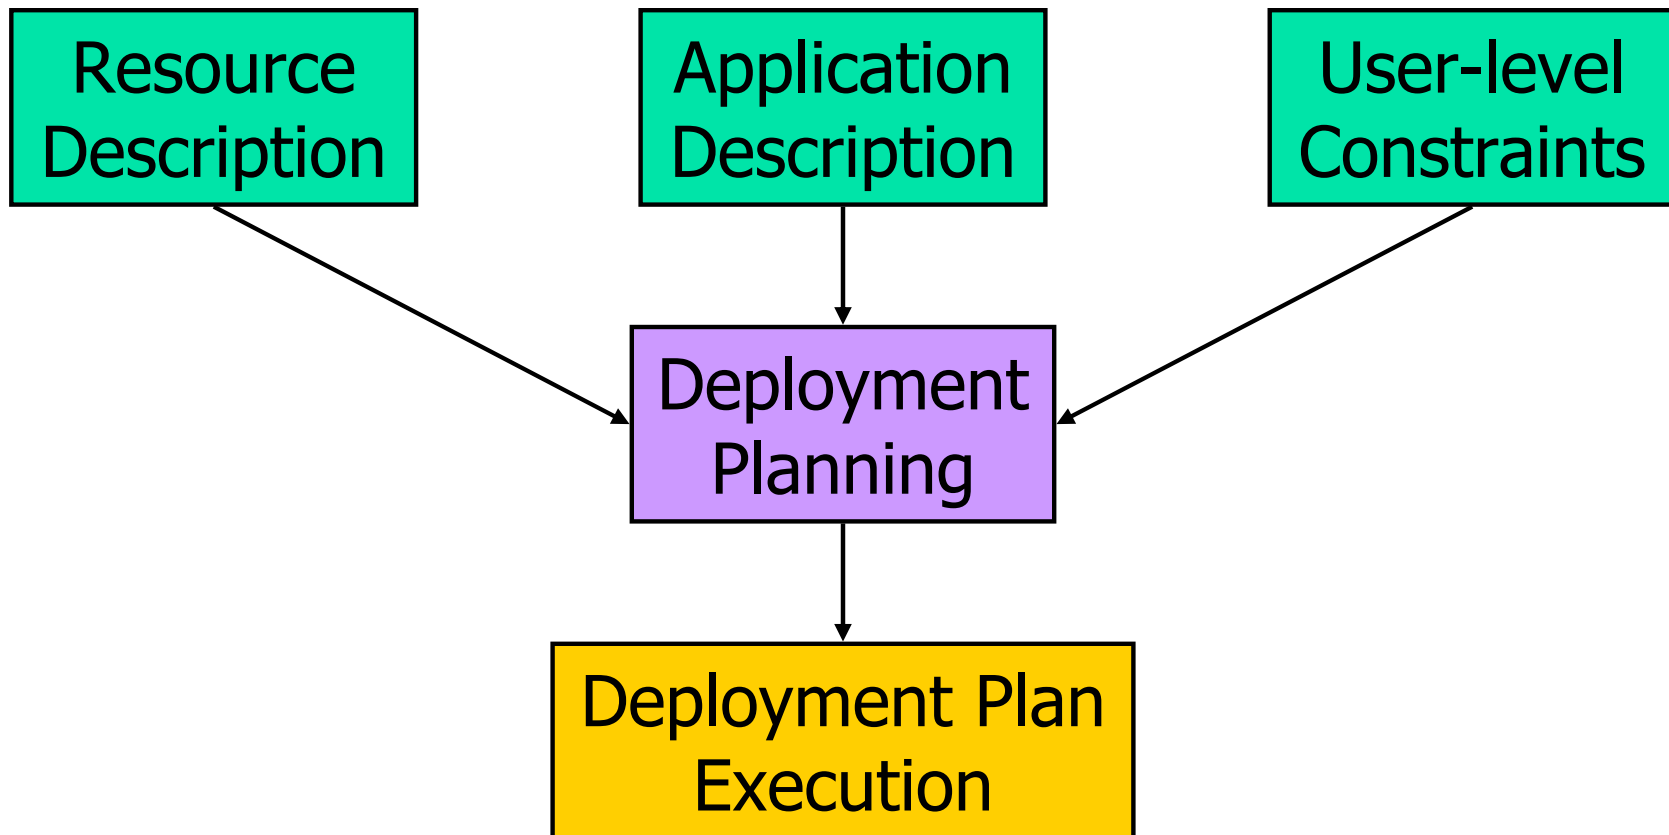 Resource
Description
Application
Description
User-level
Constraints
Deployment
Planning
Deployment Plan
Execution